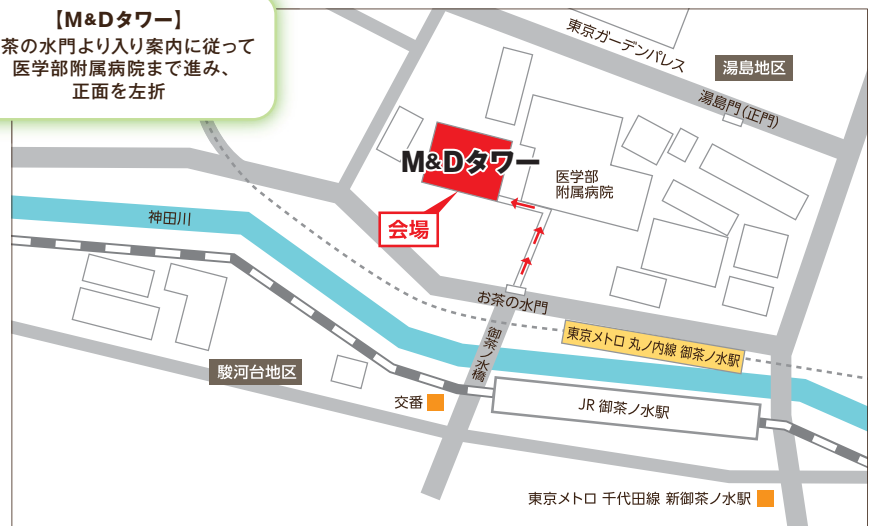 【M&Dタワー】
茶の水門より入り案内に従って
医学部附属病院まで進み、
正面を左折
東京ガーデンパレス
湯島地区
湯島門(正門)
M&Dタワー
医学部
附属病院
会場
神田川
お茶の水門
御茶ノ水橋
東京メトロ 丸ノ内線 御茶ノ水駅
駿河台地区
交番
JR 御茶ノ水駅
東京メトロ 千代田線 新御茶ノ水駅